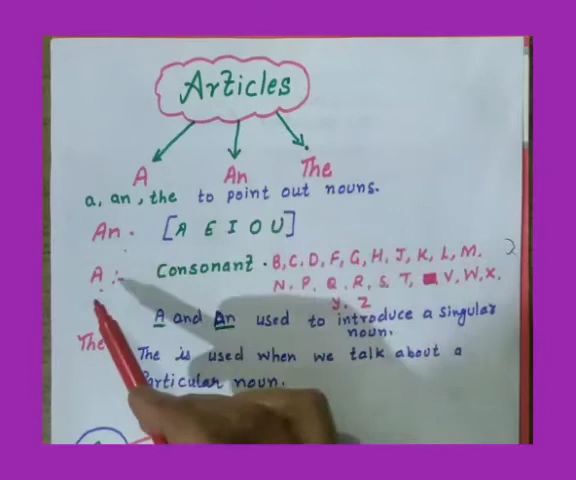 Articles
A An The
a, an, the to point out nouns.
An - [A E I O U]
A :- Consonant - B, C, D, F, G, H, J, K, L, M.
N, P, Q, R, S, T, V, W, X.
Y, Z
A and An used to introduce a singular
noun.
The
The is used when we talk about a
Particular noun.